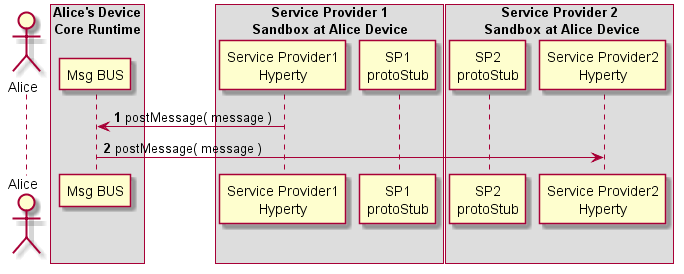 Alice's Device
Core Runtime
Service Provider 1
Sandbox at Alice Device
Service Provider 2
Sandbox at Alice Device
Alice
Msg BUS
Service Provider1
Hyperty
SP1
protoStub
SP2
protoStub
Service Provider2
Hyperty
1 postMessage( message )
2 postMessage( message )
Alice
Msg BUS
Service Provider1
Hyperty
SP1
protoStub
SP2
protoStub
Service Provider2
Hyperty